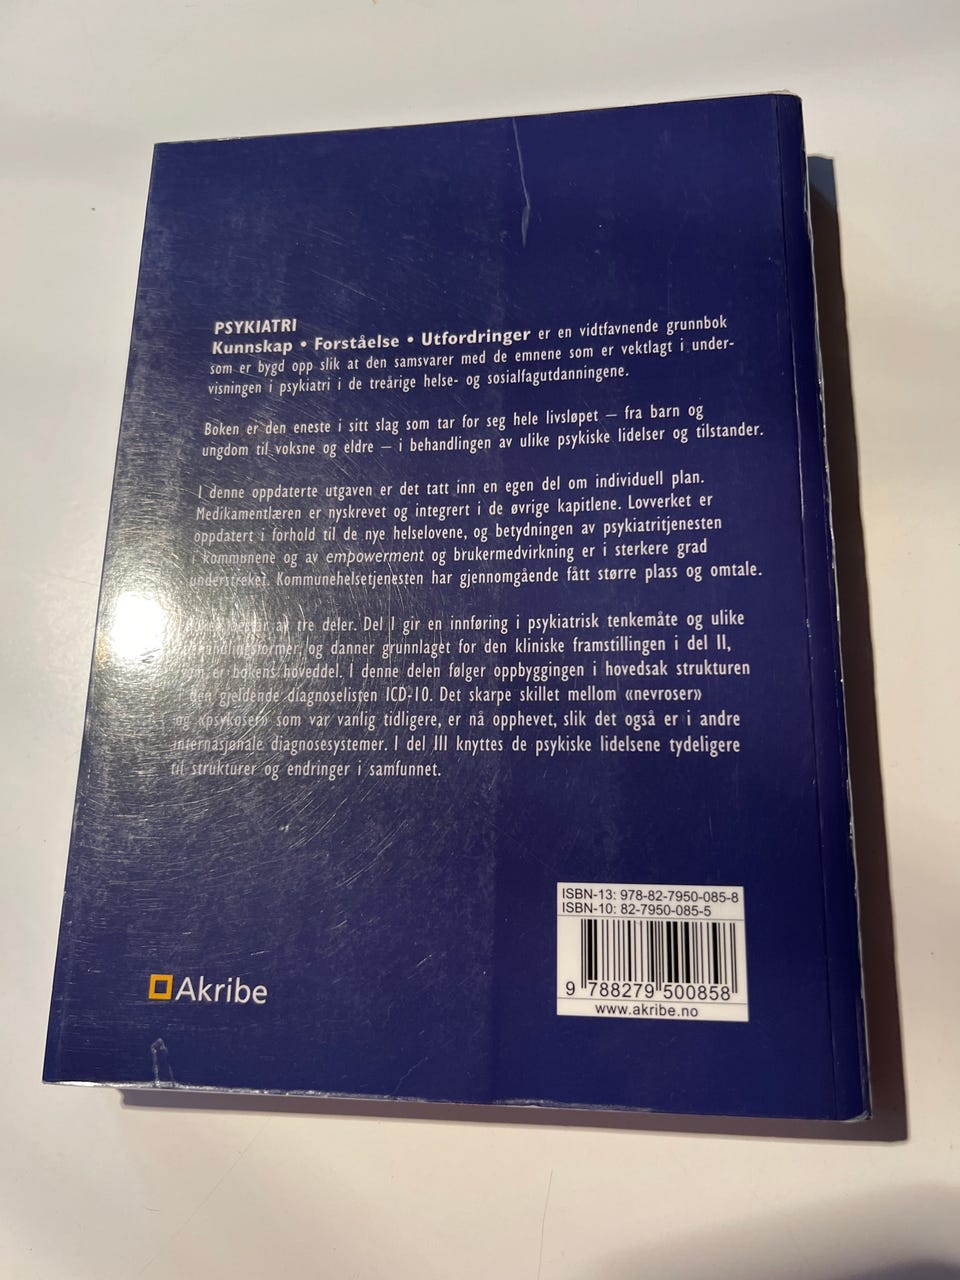 PSYKIATRI
Kunnskap • Forståelse • Utfordringer er en vidtfavnende grunnbok
som er bygd opp slik at den samsvarer med de emnene som er vektlagt i under-
visningen i psykiatri i de treårige helse- og sosialfagutdanningene.
Boken er den eneste i sitt slag som tar for seg hele livsløpet – fra barn og
ungdom til voksne og eldre – i behandlingen av ulike psykiske lidelser og tilstander.
I denne oppdaterte utgaven er det tatt inn en egen del om individuell plan.
Medikamentlæren er nyskrevet og integrert i de øvrige kapitlene. Lovverket er
oppdatert i forhold til de nye helselovene, og betydningen av psykiatritjenesten
i kommunene og av empowerment og brukermedvirkning er i sterkere grad
understreket. Kommunehelsetjenesten har gjennomgående fått større plass og omtale.
av tre deler. Del I gir en innføring i psykiatrisk tenkemåte og ulike
behandlingsformer, og danner grunnlaget for den kliniske framstillingen i del II,
som er bokens hoveddel. I denne delen følger oppbyggingen i hovedsak strukturen
i den gjeldende diagnoselisten ICD-10. Det skarpe skillet mellom «nevroser»
og «psykoser» som var vanlig tidligere, er nå opphevet, slik det også er i andre
internasjonale diagnosesystemer. I del III knyttes de psykiske lidelsene tydeligere
til strukturer og endringer i samfunnet.
ISBN-13: 978-82-7950-085-8
ISBN-10: 82-7950-085-5
9 788279 500858
www.akribe.no
Akribe